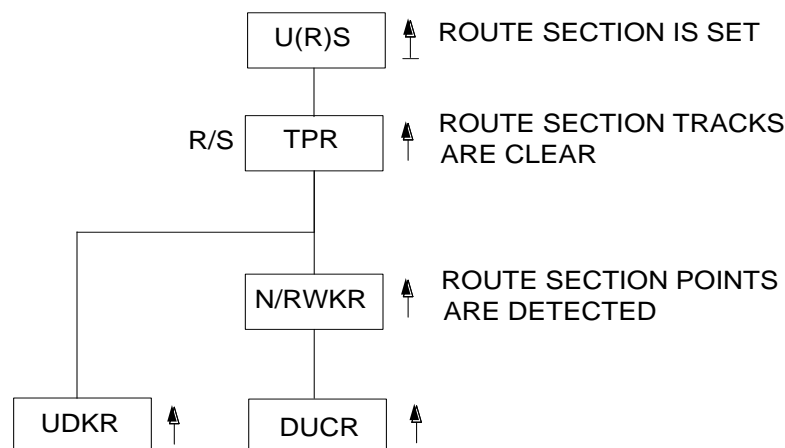 U(R)S
ROUTE SECTION IS SET
R/S
TPR
ROUTE SECTION TRACKS
ARE CLEAR
N/RWKR
ROUTE SECTION POINTS
ARE DETECTED
UDKR
DUCR